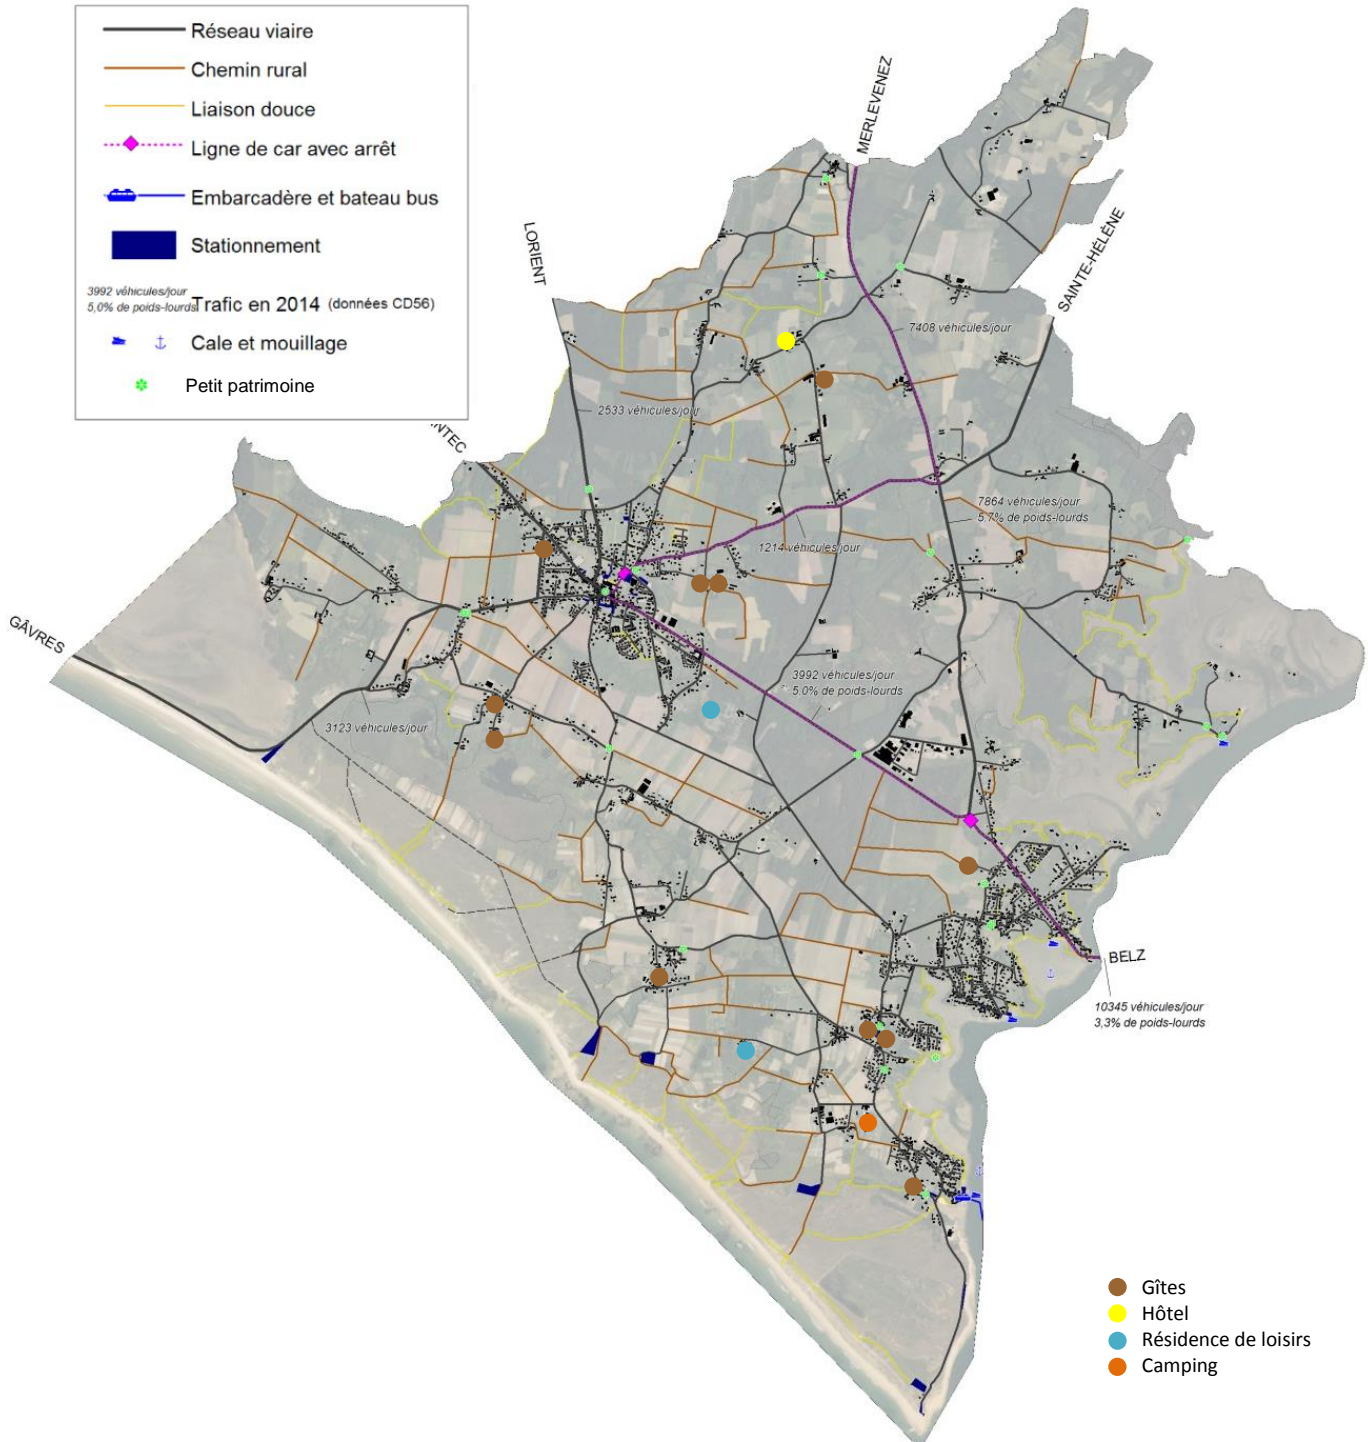 Réseau viaire
Chemin rural
Liaison douce
Ligne de car avec arrêt
Embarcadère et bateau bus
Stationnement
3992 véhicules/jour
5,0% de poids-lourds
Trafic en 2014 (données CD56)
Cale et mouillage
Petit patrimoine
MERLEVENEZ
SAINTE-HÉLÈNE
LORIENT
INTEC
GÂVRES
BELZ
7408 véhicules/jour
2533 véhicules/jour
7864 véhicules/jour
5,7% de poids-lourds
1214 véhicules/jour
3992 véhicules/jour
5.0% de poids-lourds
3123 véhicules/jour
10345 véhicules/jour
3,3% de poids-lourds
Gîtes
Hôtel
Résidence de loisirs
Camping